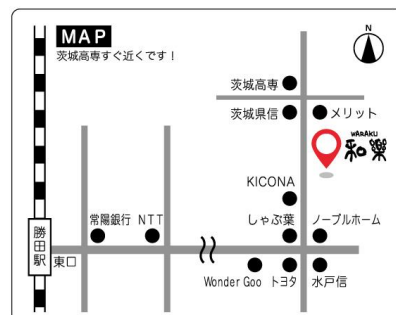 MAP
茨城高専すぐ近くです！
N
茨城高専
茨城県信
メリット
WARAKU
和樂
KICONA
常陽銀行
NTT
しゃぶ葉
ノーブルホーム
勝田駅
東口
Wonder Goo
トヨタ
水戸信